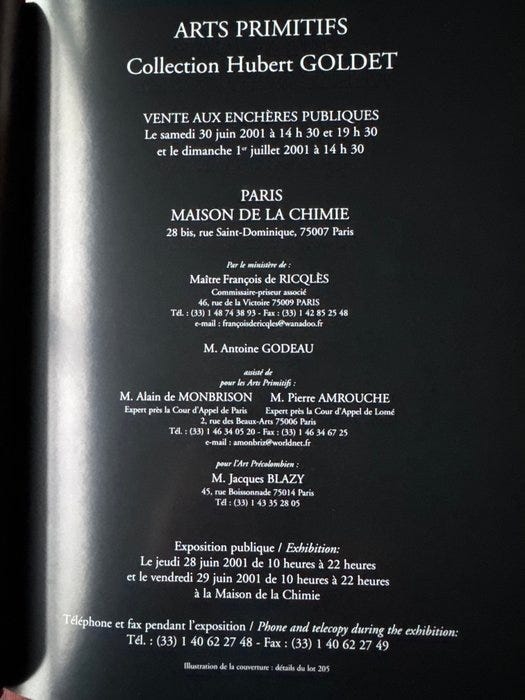 ARTS PRIMITIFS
Collection Hubert GOLDET
VENTE AUX ENCHÈRES PUBLIQUES
Le samedi 30 juin 2001 à 14 h 30 et 19 h 30
et le dimanche 1er juillet 2001 à 14 h 30
PARIS
MAISON DE LA CHIMIE
28 bis, rue Saint-Dominique, 75007 Paris
Par le ministère de :
Maître François de RICQLÈS
Commissaire-priseur associé
46, rue de la Victoire 75009 PARIS
Tél. : (33) 1 48 74 38 93 - Fax : (33) 1 42 85 25 48
e-mail : françoisdericqles@wanadoo.fr
M. Antoine GODEAU
assisté de
pour les Arts Primitifs :
M. Alain de MONBRISON M. Pierre AMROUCHE
Expert près la Cour d'Appel de Paris Expert près la Cour d'Appel de Lomé
2, rue des Beaux-Arts 75006 Paris
Tél. : (33) 1 46 34 05 20 - Fax : (33) 1 46 34 67 25
e-mail : amonbriz@worldnet.fr
pour l'Art Précolombien :
M. Jacques BLAZY
45, rue Boissonade 75014 Paris
Tél : (33) 1 43 35 28 05
Exposition publique / Exhibition:
Le jeudi 28 juin 2001 de 10 heures à 22 heures
et le vendredi 29 juin 2001 de 10 heures à 22 heures
à la Maison de la Chimie
Téléphone et fax pendant l'exposition / Phone and telecopy during the exhibition:
Tél. : (33) 1 40 62 27 48 - Fax : (33) 1 40 62 27 49
Illustration de la couverture : détails du lot 205